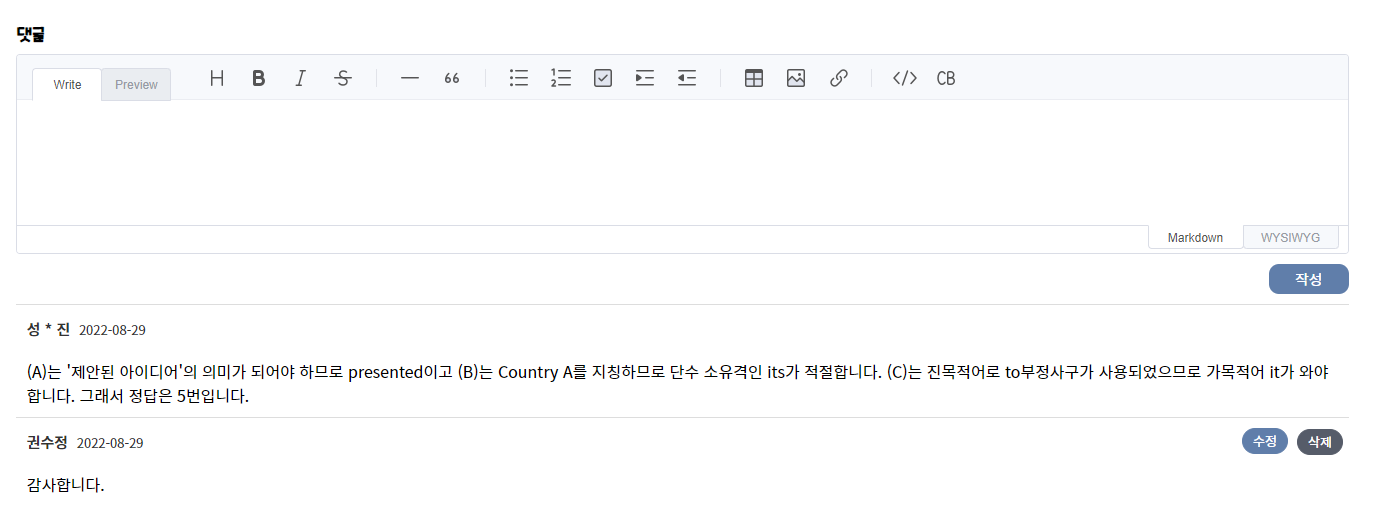 댓글
Write Preview H B I S 66 CB
Markdown WYSIWYG
작성
성 * 진 2022-08-29
(A)는 '제안된 아이디어'의 의미가 되어야 하므로 presented이고 (B)는 Country A를 지칭하므로 단수 소유격인 its가 적절합니다. (C)는 진목적어로 to부정사구가 사용되었으므로 가목적어 it가 와야
합니다. 그래서 정답은 5번입니다.
권수정 2022-08-29 수정 삭제
감사합니다.